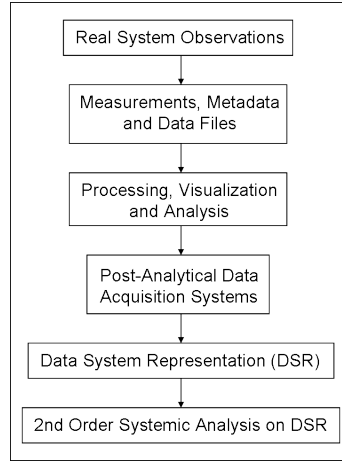 Real System Observations
Measurements, Metadata
and Data Files
Processing, Visualization
and Analysis
Post-Analytical Data
Acquisition Systems
Data System Representation (DSR)
2nd Order Systemic Analysis on DSR